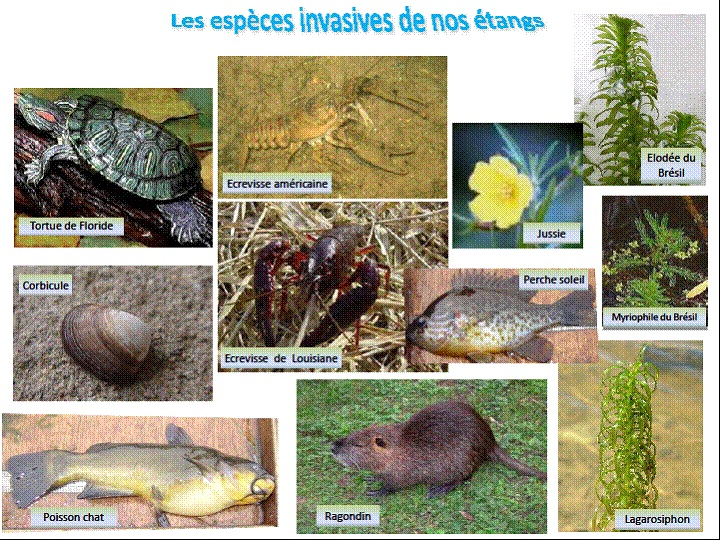 Les espèces invasives de nos étangs
Elodée du
Brésil
Ecrevisse américaine
Tortue de Floride
Jussie
Corbicule
Perche soleil
Myriophile du Brésil
Ecrevisse de Louisiane
Poisson chat
Ragondin
Lagarosiphon